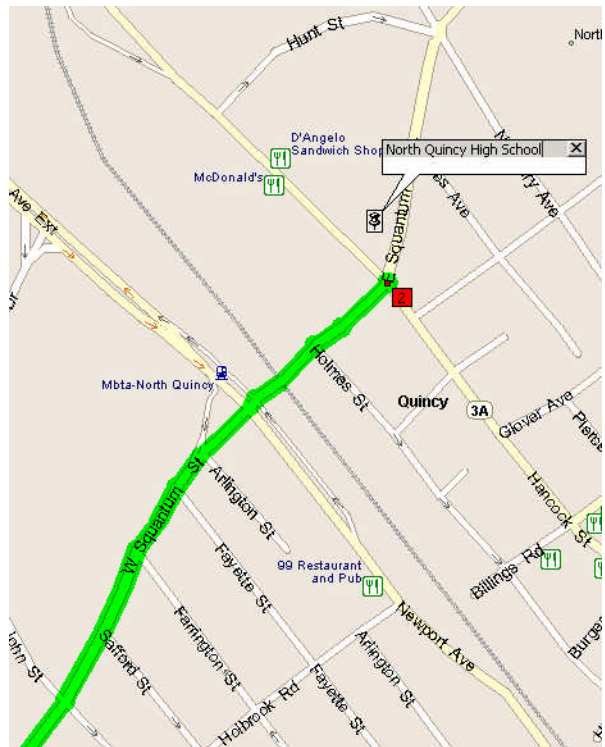 Hunt St
North
D'Angelo
Sandwich Shop
North Quincy High School
McDonald's
Ave Ext
E Squantum
2
Holmes St
Mbta-North Quincy
Quincy
3A
Glover Ave
Hancock St
W Squantum St
Arlington St
Billings Rd
99 Restaurant
and Pub
Fayette St
Newport Ave
Farrington St
Safford St
John St
Arlington St
Fayette St
Holbrook Rd